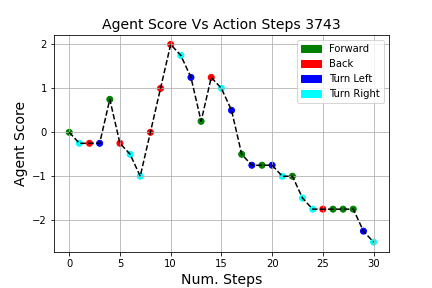 Agent Score Vs Action Steps 3743
Agent Score
2
1
0
−1
−2
Forward
Back
Turn Left
Turn Right
0 5 10 15 20 25 30
Num. Steps